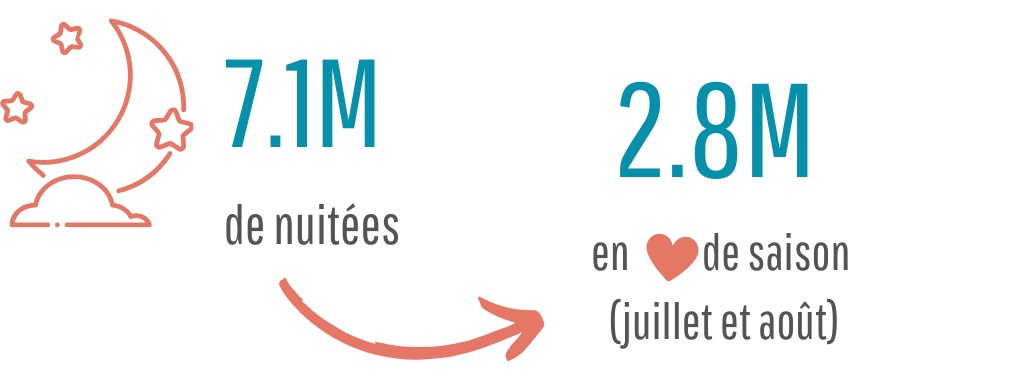 7.1M
de nuitées
2.8M
en ❤ de saison
(juillet et août)